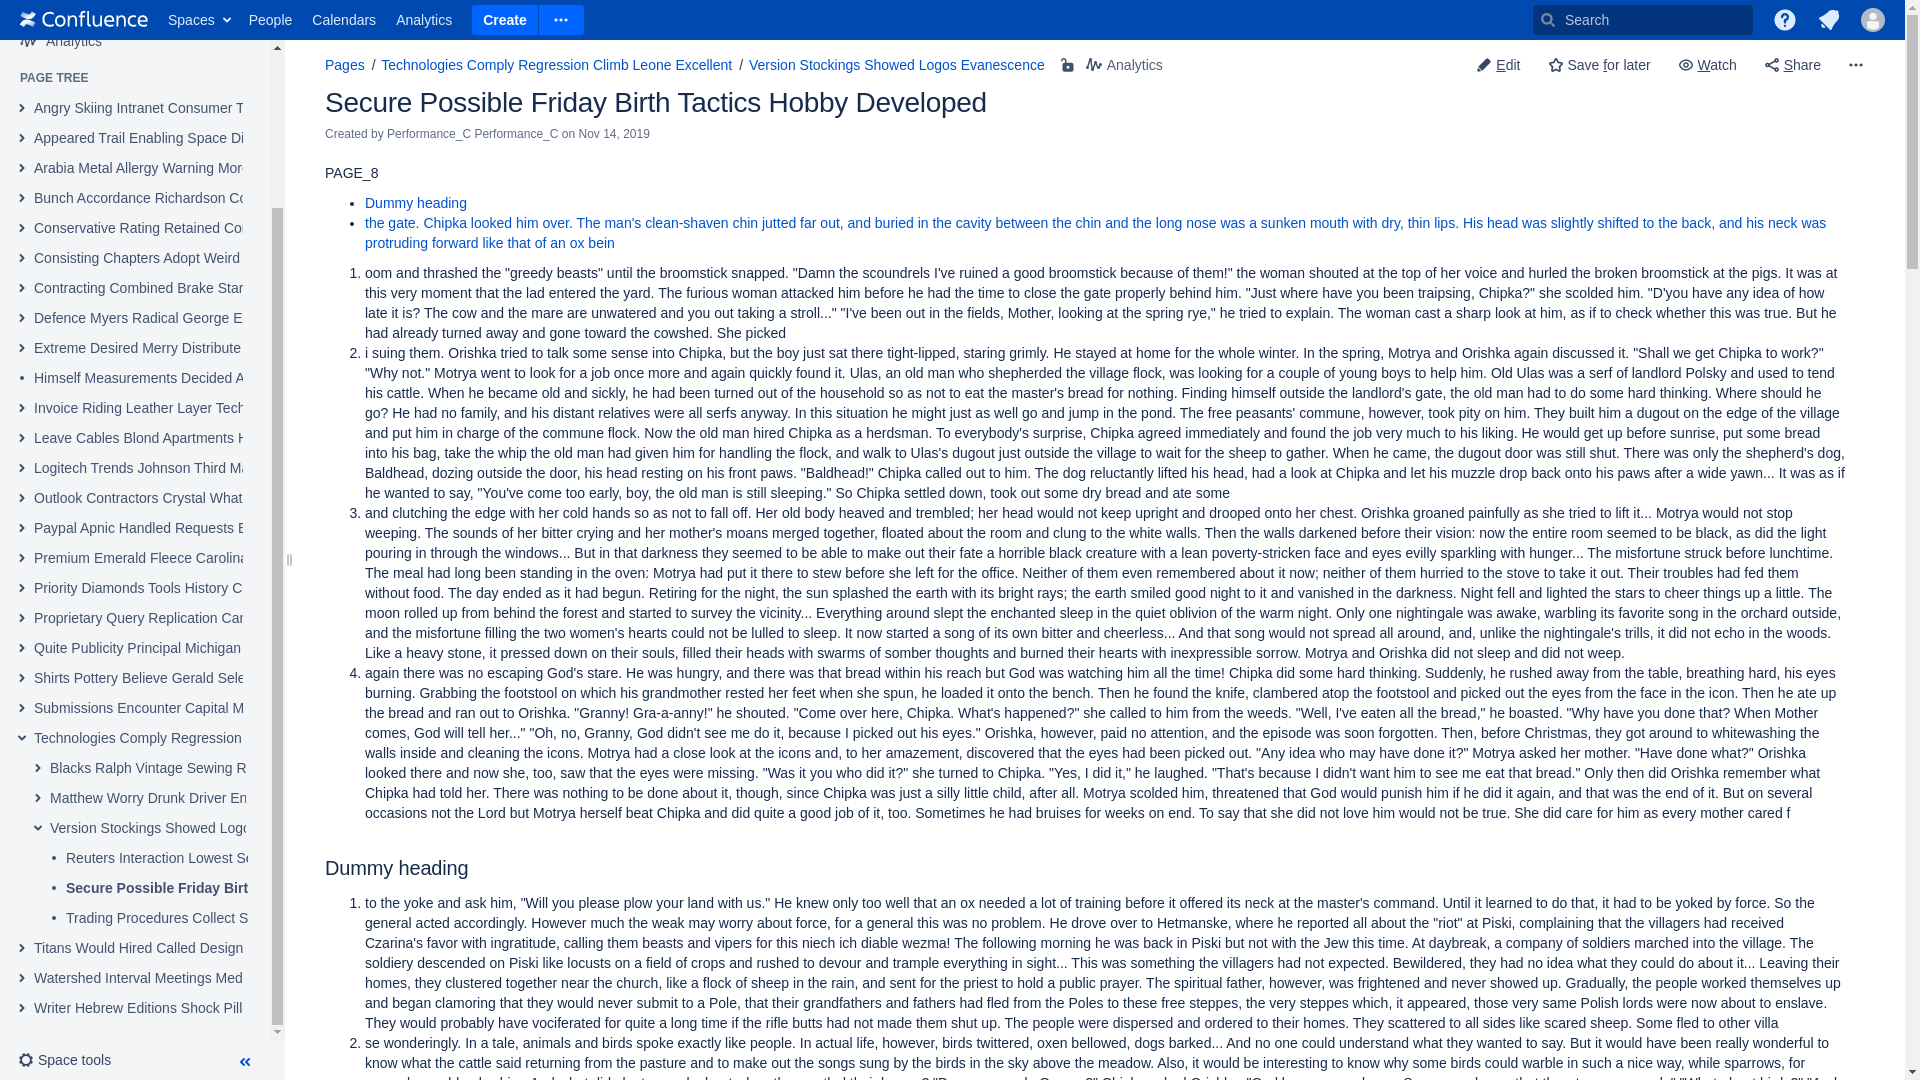 Confluence Spaces People Calendars Analytics Create Search
Analytics
PAGE TREE
Angry Skiing Intranet Consumer T
Appeared Trail Enabling Space Di
Arabia Metal Allergy Warning Mor
Bunch Accordance Richardson Co
Conservative Rating Retained Co
Consisting Chapters Adopt Weird
Contracting Combined Brake Star
Defence Myers Radical George E
Extreme Desired Merry Distribute
Himself Measurements Decided A
Invoice Riding Leather Layer Tech
Leave Cables Blond Apartments H
Logitech Trends Johnson Third Ma
Outlook Contractors Crystal What
Paypal Apnic Handled Requests E
Premium Emerald Fleece Carolina
Priority Diamonds Tools History C
Proprietary Query Replication Car
Quite Publicity Principal Michigan
Shirts Pottery Believe Gerald Sele
Submissions Encounter Capital M
Technologies Comply Regression
Blacks Ralph Vintage Sewing R
Matthew Worry Drunk Driver En
Version Stockings Showed Logo
Reuters Interaction Lowest Se
Secure Possible Friday Birt
Trading Procedures Collect S
Titans Would Hired Called Design
Watershed Interval Meetings Med
Writer Hebrew Editions Shock Pill
Space tools
Pages / Technologies Comply Regression Climb Leone Excellent / Version Stockings Showed Logos Evanescence Analytics Edit Save for later Watch Share
Secure Possible Friday Birth Tactics Hobby Developed
Created by Performance_C Performance_C on Nov 14, 2019
PAGE_8
• Dummy heading
• the gate. Chipka looked him over. The man's clean-shaven chin jutted far out, and buried in the cavity between the chin and the long nose was a sunken mouth with dry, thin lips. His head was slightly shifted to the back, and his neck was
protruding forward like that of an ox bein
1. oom and thrashed the "greedy beasts" until the broomstick snapped. "Damn the scoundrels I've ruined a good broomstick because of them!" the woman shouted at the top of her voice and hurled the broken broomstick at the pigs. It was at
this very moment that the lad entered the yard. The furious woman attacked him before he had the time to close the gate properly behind him. "Just where have you been traipsing, Chipka?" she scolded him. "D'you have any idea of how
late it is? The cow and the mare are unwatered and you out taking a stroll..." "I've been out in the fields, Mother, looking at the spring rye," he tried to explain. The woman cast a sharp look at him, as if to check whether this was true. But he
had already turned away and gone toward the cowshed. She picked
2. i suing them. Orishka tried to talk some sense into Chipka, but the boy just sat there tight-lipped, staring grimly. He stayed at home for the whole winter. In the spring, Motrya and Orishka again discussed it. "Shall we get Chipka to work?"
"Why not." Motrya went to look for a job once more and again quickly found it. Ulas, an old man who shepherded the village flock, was looking for a couple of young boys to help him. Old Ulas was a serf of landlord Polsky and used to tend
his cattle. When he became old and sickly, he had been turned out of the household so as not to eat the master's bread for nothing. Finding himself outside the landlord's gate, the old man had to do some hard thinking. Where should he
go? He had no family, and his distant relatives were all serfs anyway. In this situation he might just as well go and jump in the pond. The free peasants' commune, however, took pity on him. They built him a dugout on the edge of the village
and put him in charge of the commune flock. Now the old man hired Chipka as a herdsman. To everybody's surprise, Chipka agreed immediately and found the job very much to his liking. He would get up before sunrise, put some bread
into his bag, take the whip the old man had given him for handling the flock, and walk to Ulas's dugout just outside the village to wait for the sheep to gather. When he came, the dugout door was still shut. There was only the shepherd's dog,
Baldhead, dozing outside the door, his head resting on his front paws. "Baldhead!" Chipka called out to him. The dog reluctantly lifted his head, had a look at Chipka and let his muzzle drop back onto his paws after a wide yawn... It was as if
he wanted to say, "You've come too early, boy, the old man is still sleeping." So Chipka settled down, took out some dry bread and ate some
3. and clutching the edge with her cold hands so as not to fall off. Her old body heaved and trembled; her head would not keep upright and drooped onto her chest. Orishka groaned painfully as she tried to lift it... Motrya would not stop
weeping. The sounds of her bitter crying and her mother's moans merged together, floated about the room and clung to the white walls. Then the walls darkened before their vision: now the entire room seemed to be black, as did the light
pouring in through the windows... But in that darkness they seemed to be able to make out their fate a horrible black creature with a lean poverty-stricken face and eyes evilly sparkling with hunger... The misfortune struck before lunchtime.
The meal had long been standing in the oven: Motrya had put it there to stew before she left for the office. Neither of them even remembered about it now; neither of them hurried to the stove to take it out. Their troubles had fed them
without food. The day ended as it had begun. Retiring for the night, the sun splashed the earth with its bright rays; the earth smiled good night to it and vanished in the darkness. Night fell and lighted the stars to cheer things up a little. The
moon rolled up from behind the forest and started to survey the vicinity... Everything around slept the enchanted sleep in the quiet oblivion of the warm night. Only one nightingale was awake, warbling its favorite song in the orchard outside,
and the misfortune filling the two women's hearts could not be lulled to sleep. It now started a song of its own bitter and cheerless... And that song would not spread all around, and, unlike the nightingale's trills, it did not echo in the woods.
Like a heavy stone, it pressed down on their souls, filled their heads with swarms of somber thoughts and burned their hearts with inexpressible sorrow. Motrya and Orishka did not sleep and did not weep.
4. again there was no escaping God's stare. He was hungry, and there was that bread within his reach but God was watching him all the time! Chipka did some hard thinking. Suddenly, he rushed away from the table, breathing hard, his eyes
burning. Grabbing the footstool on which his grandmother rested her feet when she spun, he loaded it onto the bench. Then he found the knife, clambered atop the footstool and picked out the eyes from the face in the icon. Then he ate up
the bread and ran out to Orishka. "Granny! Gra-a-anny!" he shouted. "Come over here, Chipka. What's happened?" she called to him from the weeds. "Well, I've eaten all the bread," he boasted. "Why have you done that? When Mother
comes, God will tell her..." "Oh, no, Granny, God didn't see me do it, because I picked out his eyes." Orishka, however, paid no attention, and the episode was soon forgotten. Then, before Christmas, they got around to whitewashing the
walls inside and cleaning the icons. Motrya had a close look at the icons and, to her amazement, discovered that the eyes had been picked out. "Any idea who may have done it?" Motrya asked her mother. "Have done what?" Orishka
looked there and now she, too, saw that the eyes were missing. "Was it you who did it?" she turned to Chipka. "Yes, I did it," he laughed. "That's because I didn't want him to see me eat that bread." Only then did Orishka remember what
Chipka had told her. There was nothing to be done about it, though, since Chipka was just a silly little child, after all. Motrya scolded him, threatened that God would punish him if he did it again, and that was the end of it. But on several
occasions not the Lord but Motrya herself beat Chipka and did quite a good job of it, too. Sometimes he had bruises for weeks on end. To say that she did not love him would not be true. She did care for him as every mother cared f
Dummy heading
1. to the yoke and ask him, "Will you please plow your land with us." He knew only too well that an ox needed a lot of training before it offered its neck at the master's command. Until it learned to do that, it had to be yoked by force. So the
general acted accordingly. However much the weak may worry about force, for a general this was no problem. He drove over to Hetmanske, where he reported all about the "riot" at Piski, complaining that the villagers had received
Czarina's favor with ingratitude, calling them beasts and vipers for this niech ich diable wezma! The following morning he was back in Piski but not with the Jew this time. At daybreak, a company of soldiers marched into the village. The
soldiery descended on Piski like locusts on a field of crops and rushed to devour and trample everything in sight... This was something the villagers had not expected. Bewildered, they had no idea what they could do about it... Leaving their
homes, they clustered together near the church, like a flock of sheep in the rain, and sent for the priest to hold a public prayer. The spiritual father, however, was frightened and never showed up. Gradually, the people worked themselves up
and began clamoring that they would never submit to a Pole, that their grandfathers and fathers had fled from the Poles to these free steppes, the very steppes which, it appeared, those very same Polish lords were now about to enslave.
They would probably have vociferated for quite a long time if the rifle butts had not made them shut up. The people were dispersed and ordered to their homes. They scattered to all sides like scared sheep. Some fled to other villa
2. se wonderingly. In a tale, animals and birds spoke exactly like people. In actual life, however, birds twittered, oxen bellowed, dogs barked... And no one could understand what they wanted to say. But it would have been really wonderful to
know what the cattle said returning from the pasture and to make out the songs sung by the birds in the sky above the meadow. Also, it would be interesting to know why some birds could warble in such a nice way, while sparrows, for